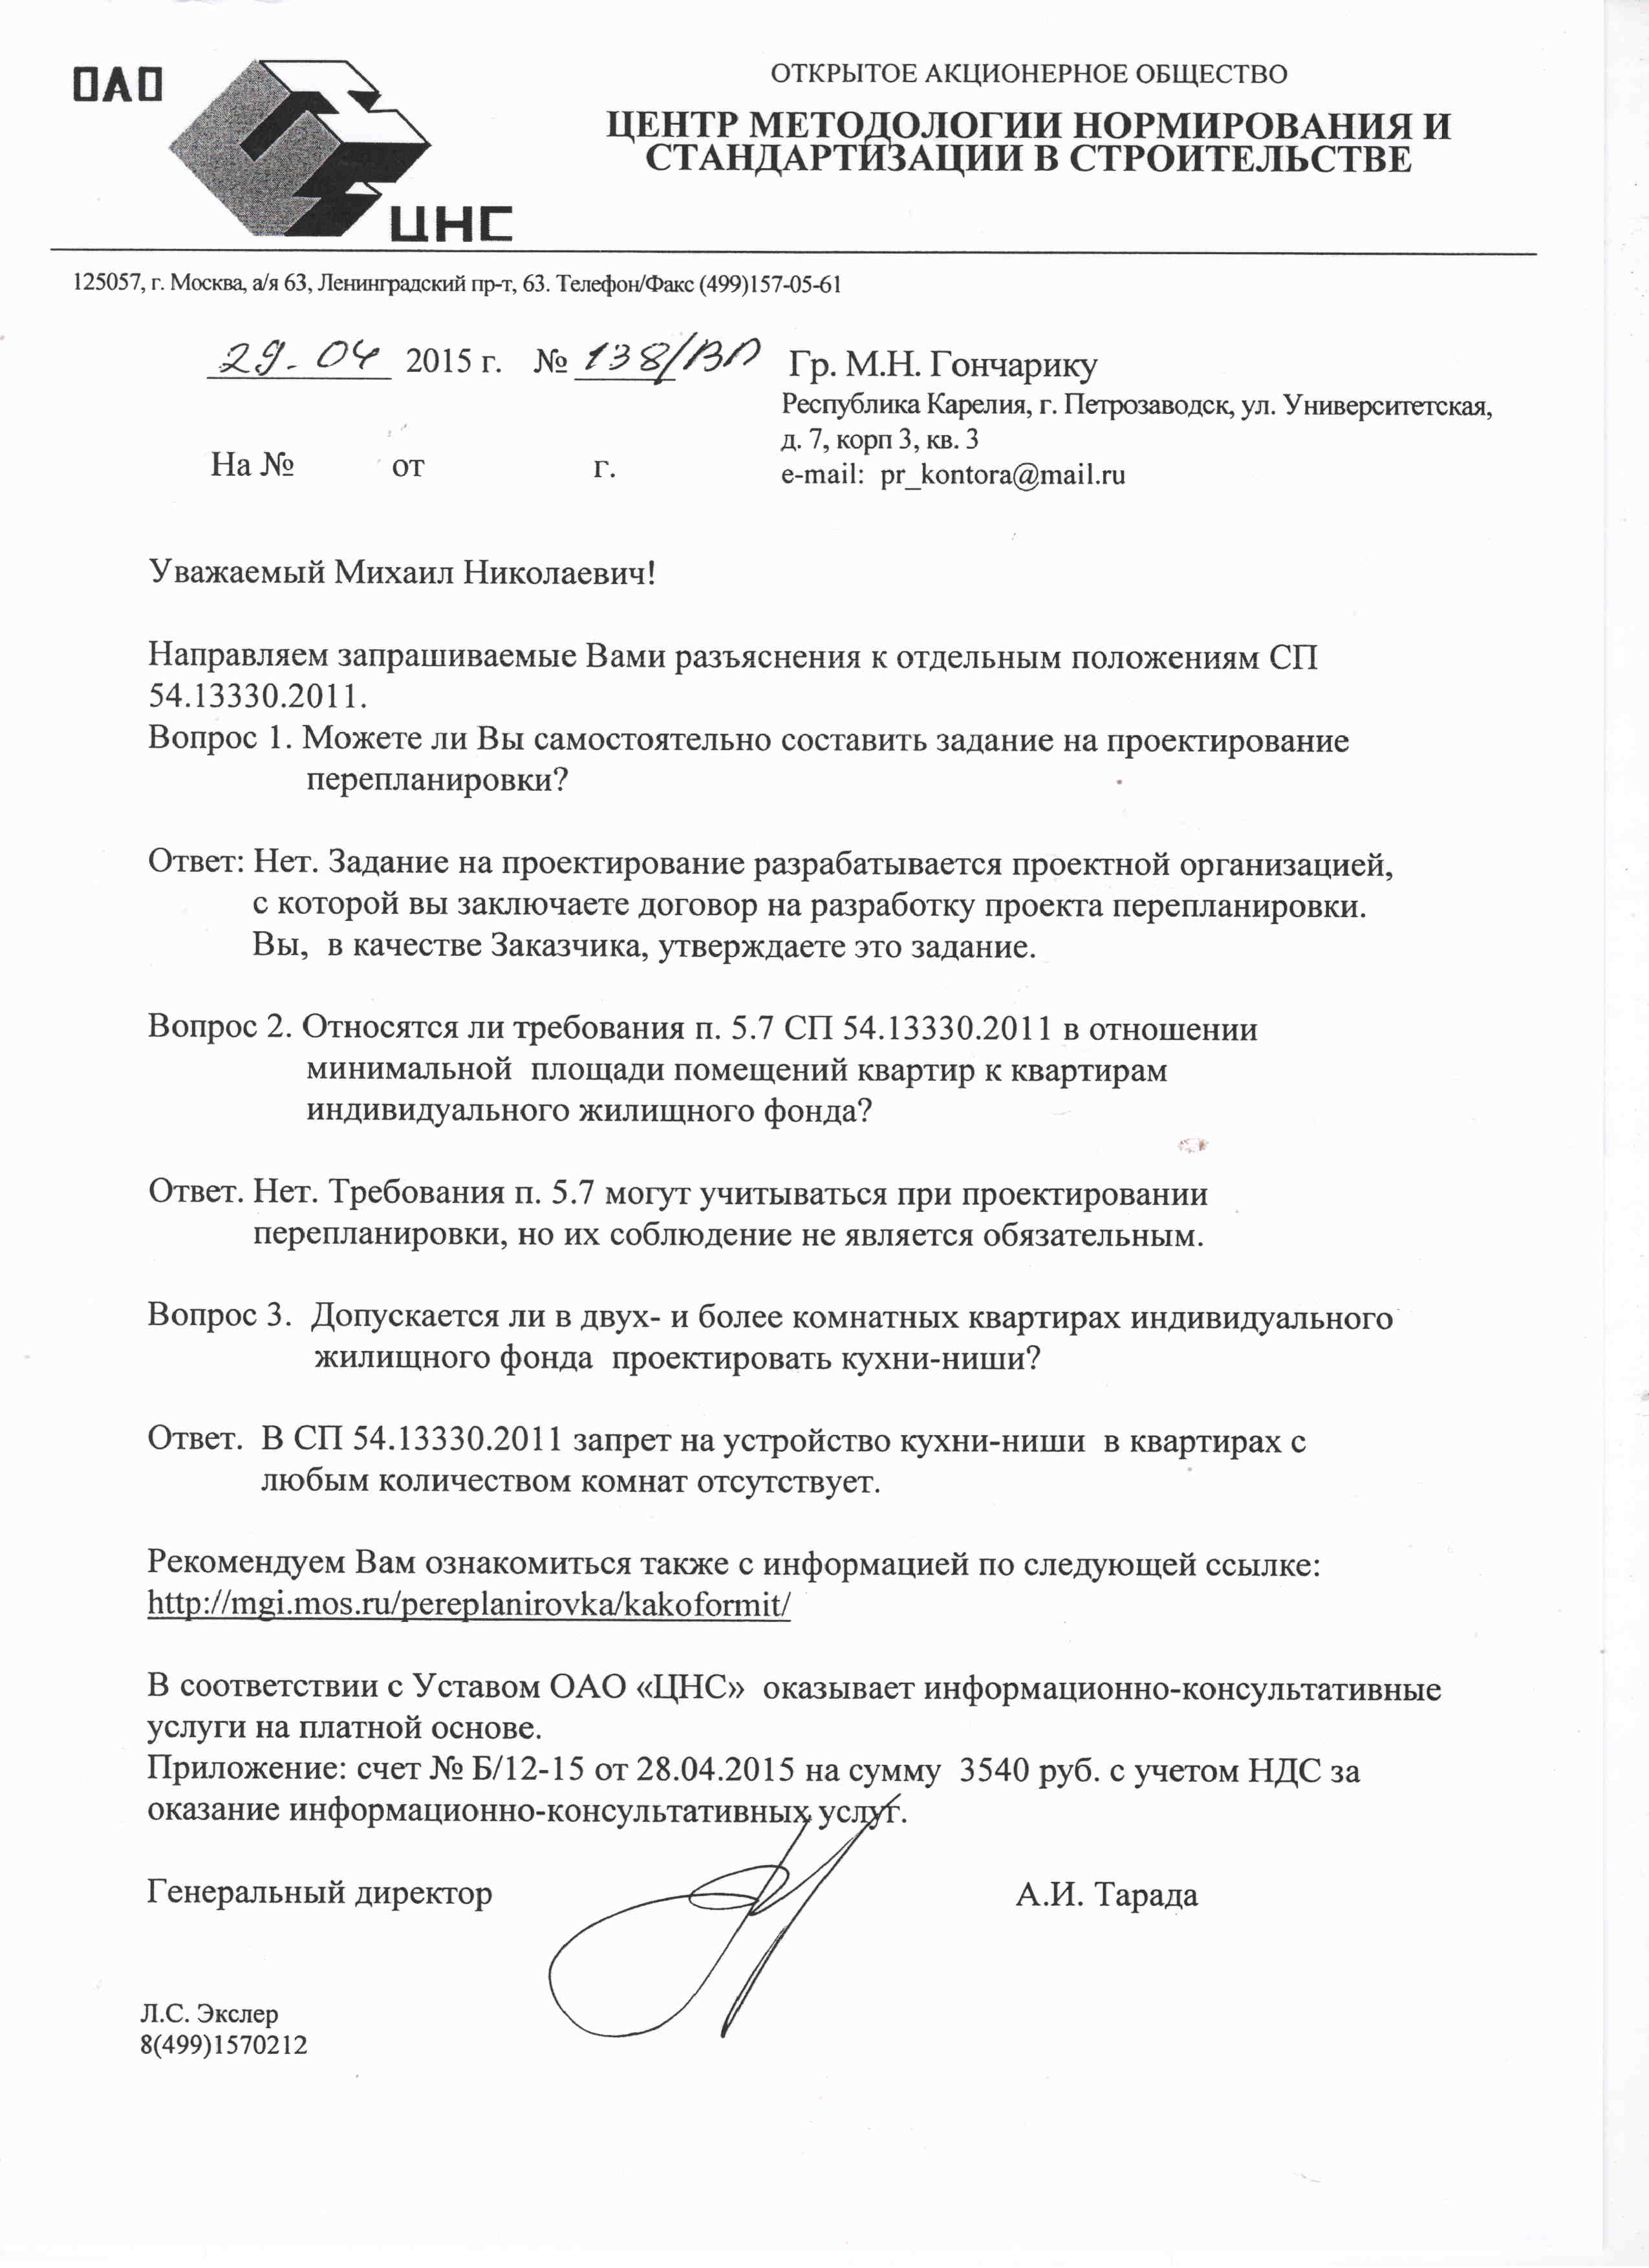 ОАО
ЦНС
ОТКРЫТОЕ АКЦИОНЕРНОЕ ОБЩЕСТВО
ЦЕНТР МЕТОДОЛОГИИ НОРМИРОВАНИЯ И
СТАНДАРТИЗАЦИИ В СТРОИТЕЛЬСТВЕ
125057, г. Москва, а/я 63, Ленинградский пр-т, 63. Телефон/Факс (499)157-05-61
29.04 2015 г. № 138/ВП
На № от г.
Гр. М.Н. Гончарику
Республика Карелия, г. Петрозаводск, ул. Университетская,
д. 7, корп 3, кв. 3
e-mail: pr_kontora@mail.ru
Уважаемый Михаил Николаевич!
Направляем запрашиваемые Вами разъяснения к отдельным положениям СП
54.13330.2011.
Вопрос 1. Можете ли Вы самостоятельно составить задание на проектирование
перепланировки?
Ответ: Нет. Задание на проектирование разрабатывается проектной организацией,
с которой вы заключаете договор на разработку проекта перепланировки.
Вы, в качестве Заказчика, утверждаете это задание.
Вопрос 2. Относятся ли требования п. 5.7 СП 54.13330.2011 в отношении
минимальной площади помещений квартир к квартирам
индивидуального жилищного фонда?
Ответ. Нет. Требования п. 5.7 могут учитываться при проектировании
перепланировки, но их соблюдение не является обязательным.
Вопрос 3. Допускается ли в двух- и более комнатных квартирах индивидуального
жилищного фонда проектировать кухни-ниши?
Ответ. В СП 54.13330.2011 запрет на устройство кухни-ниши в квартирах с
любым количеством комнат отсутствует.
Рекомендуем Вам ознакомиться также с информацией по следующей ссылке:
http://mgi.mos.ru/pereplanirovka/kakoformit/
В соответствии с Уставом ОАО «ЦНС» оказывает информационно-консультативные
услуги на платной основе.
Приложение: счет № Б/12-15 от 28.04.2015 на сумму 3540 руб. с учетом НДС за
оказание информационно-консультативных услуг.
Генеральный директор А.И. Тарада
Л.С. Экслер
8(499)1570212